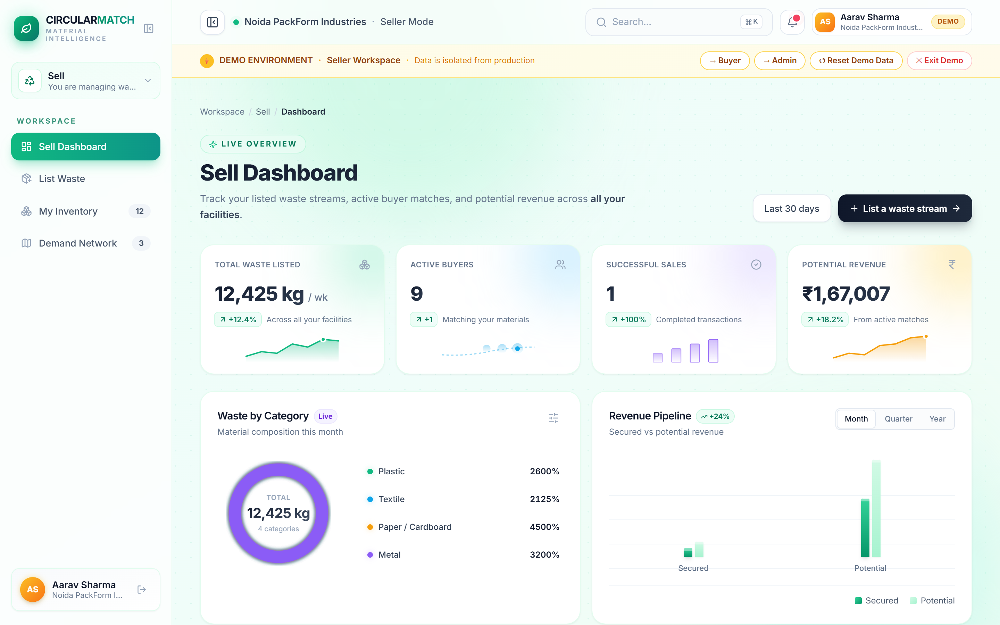 CIRCULARMATCH
MATERIAL
INTELLIGENCE
Sell
You are managing wa...
WORKSPACE
Sell Dashboard
List Waste
My Inventory 12
Demand Network 3
AS Aarav Sharma
Noida PackForm I...
Noida PackForm Industries · Seller Mode
Search... ⌘K
AS Aarav Sharma DEMO
Noida PackForm Indust...
DEMO ENVIRONMENT · Seller Workspace · Data is isolated from production
→ Buyer → Admin ↺ Reset Demo Data ✕ Exit Demo
Workspace / Sell / Dashboard
LIVE OVERVIEW
Sell Dashboard
Track your listed waste streams, active buyer matches, and potential revenue across all your
facilities.
Last 30 days
+ List a waste stream →
TOTAL WASTE LISTED
12,425 kg / wk
+12.4% Across all your facilities
ACTIVE BUYERS
9
+1 Matching your materials
SUCCESSFUL SALES
1
+100% Completed transactions
POTENTIAL REVENUE
₹1,67,007
+18.2% From active matches
Waste by Category Live
Material composition this month
TOTAL
12,425 kg
4 categories
Plastic 2600%
Textile 2125%
Paper / Cardboard 4500%
Metal 3200%
Revenue Pipeline +24%
Secured vs potential revenue
Month Quarter Year
Secured Potential
Secured Potential